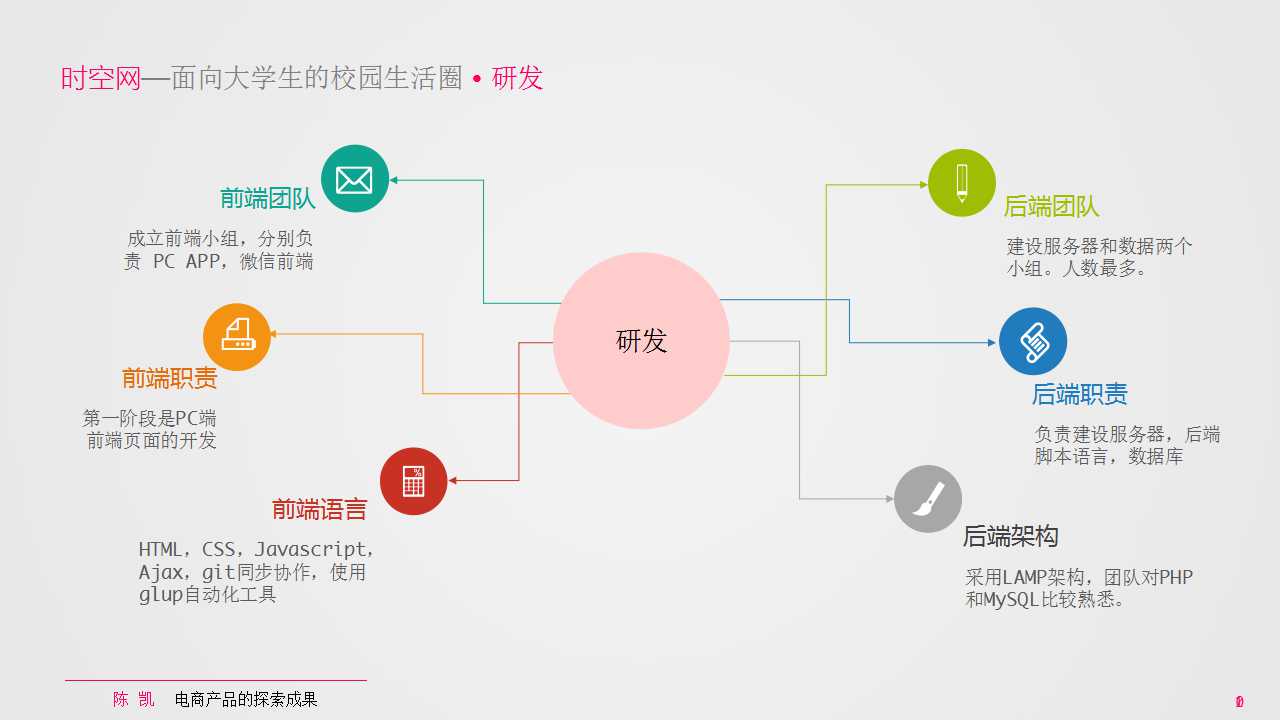 时空网—面向大学生的校园生活圈•研发
前端团队
成立前端小组，分别负
责 PC APP，微信前端
前端职责
第一阶段是PC端
前端页面的开发
前端语言
HTML，CSS，Javascript，
Ajax，git同步协作，使用
glup自动化工具
研发
后端团队
建设服务器和数据两个
小组。人数最多。
后端职责
负责建设服务器，后端
脚本语言，数据库
后端架构
采用LAMP架构，团队对PHP
和MySQL比较熟悉。
陈 凯 电商产品的探索成果